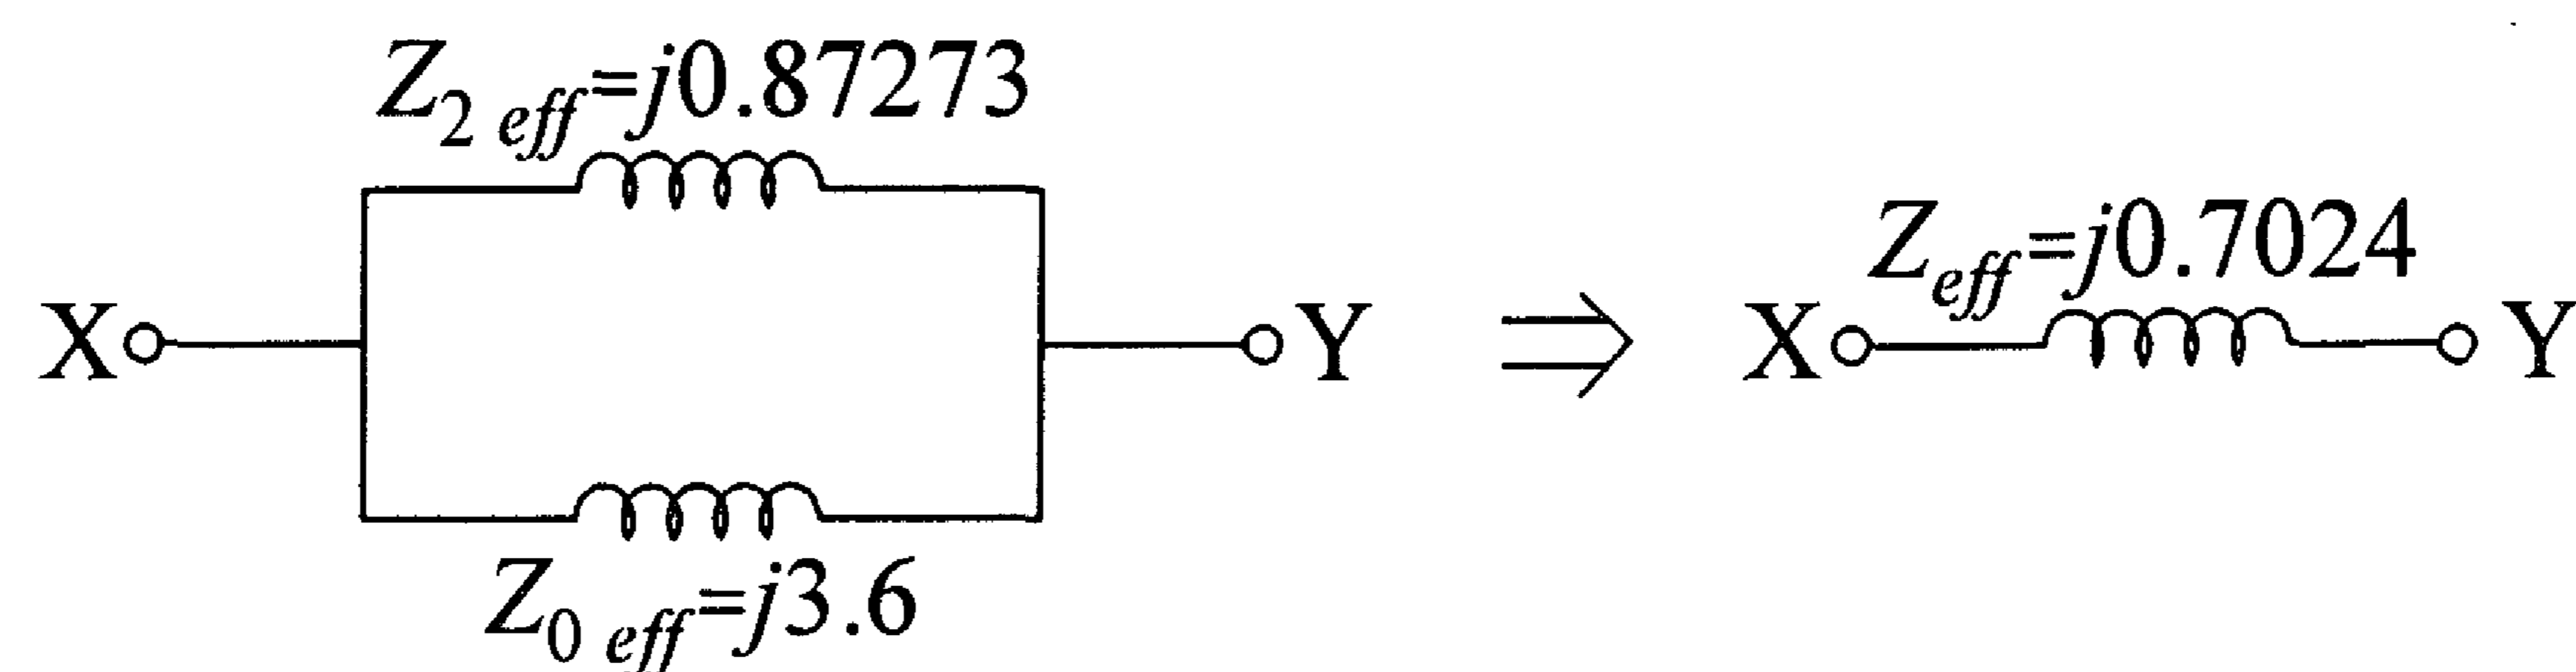 Z2 eff=j0.87273
X Y ⇒ X Zeff=j0.7024 Y
Z0 eff=j3.6